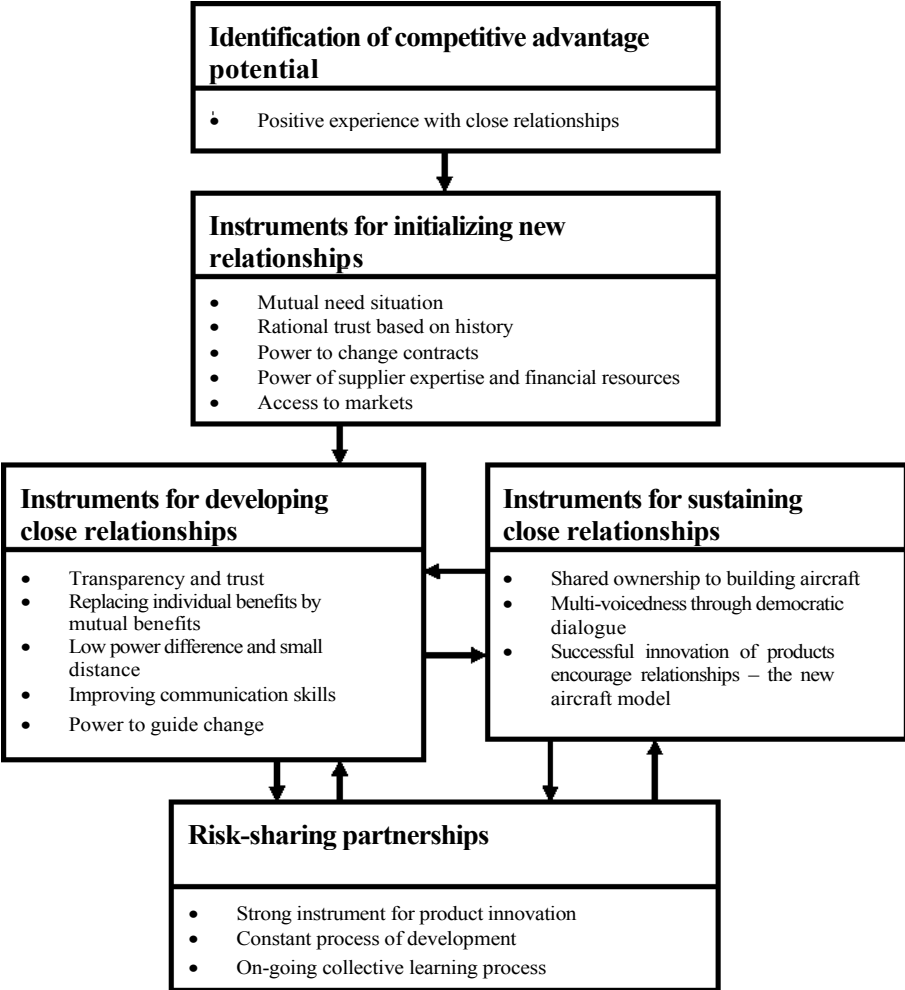 Identification of competitive advantage
potential
• Positive experience with close relationships
Instruments for initializing new
relationships
• Mutual need situation
• Rational trust based on history
• Power to change contracts
• Power of supplier expertise and financial resources
• Access to markets
Instruments for developing
close relationships
• Transparency and trust
• Replacing individual benefits by
mutual benefits
• Low power difference and small
distance
• Improving communication skills
• Power to guide change
Instruments for sustaining
close relationships
• Shared ownership to building aircraft
• Multi-voicedness through democratic
dialogue
• Successful innovation of products
encourage relationships – the new
aircraft model
Risk-sharing partnerships
• Strong instrument for product innovation
• Constant process of development
• On-going collective learning process